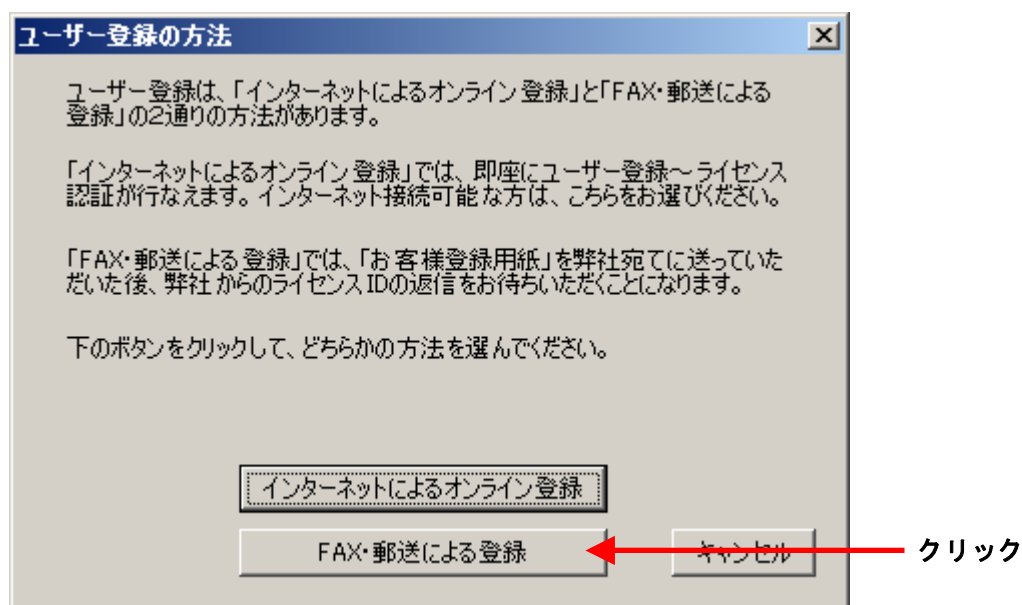 ユーザー登録の方法
ユーザー登録は、「インターネットによるオンライン登録」と「FAX・郵送による
登録」の2通りの方法があります。
「インターネットによるオンライン登録」では、即座にユーザー登録～ライセンス
認証が行なえます。インターネット接続可能な方は、こちらをお選びください。
「FAX・郵送による登録」では、「お客様登録用紙」を弊社宛てに送っていた
だいた後、弊社からのライセンスIDの返信をお待ちいただくことになります。
下のボタンをクリックして、どちらかの方法を選んでください。
インターネットによるオンライン登録
FAX・郵送による登録
キャンセル
クリック